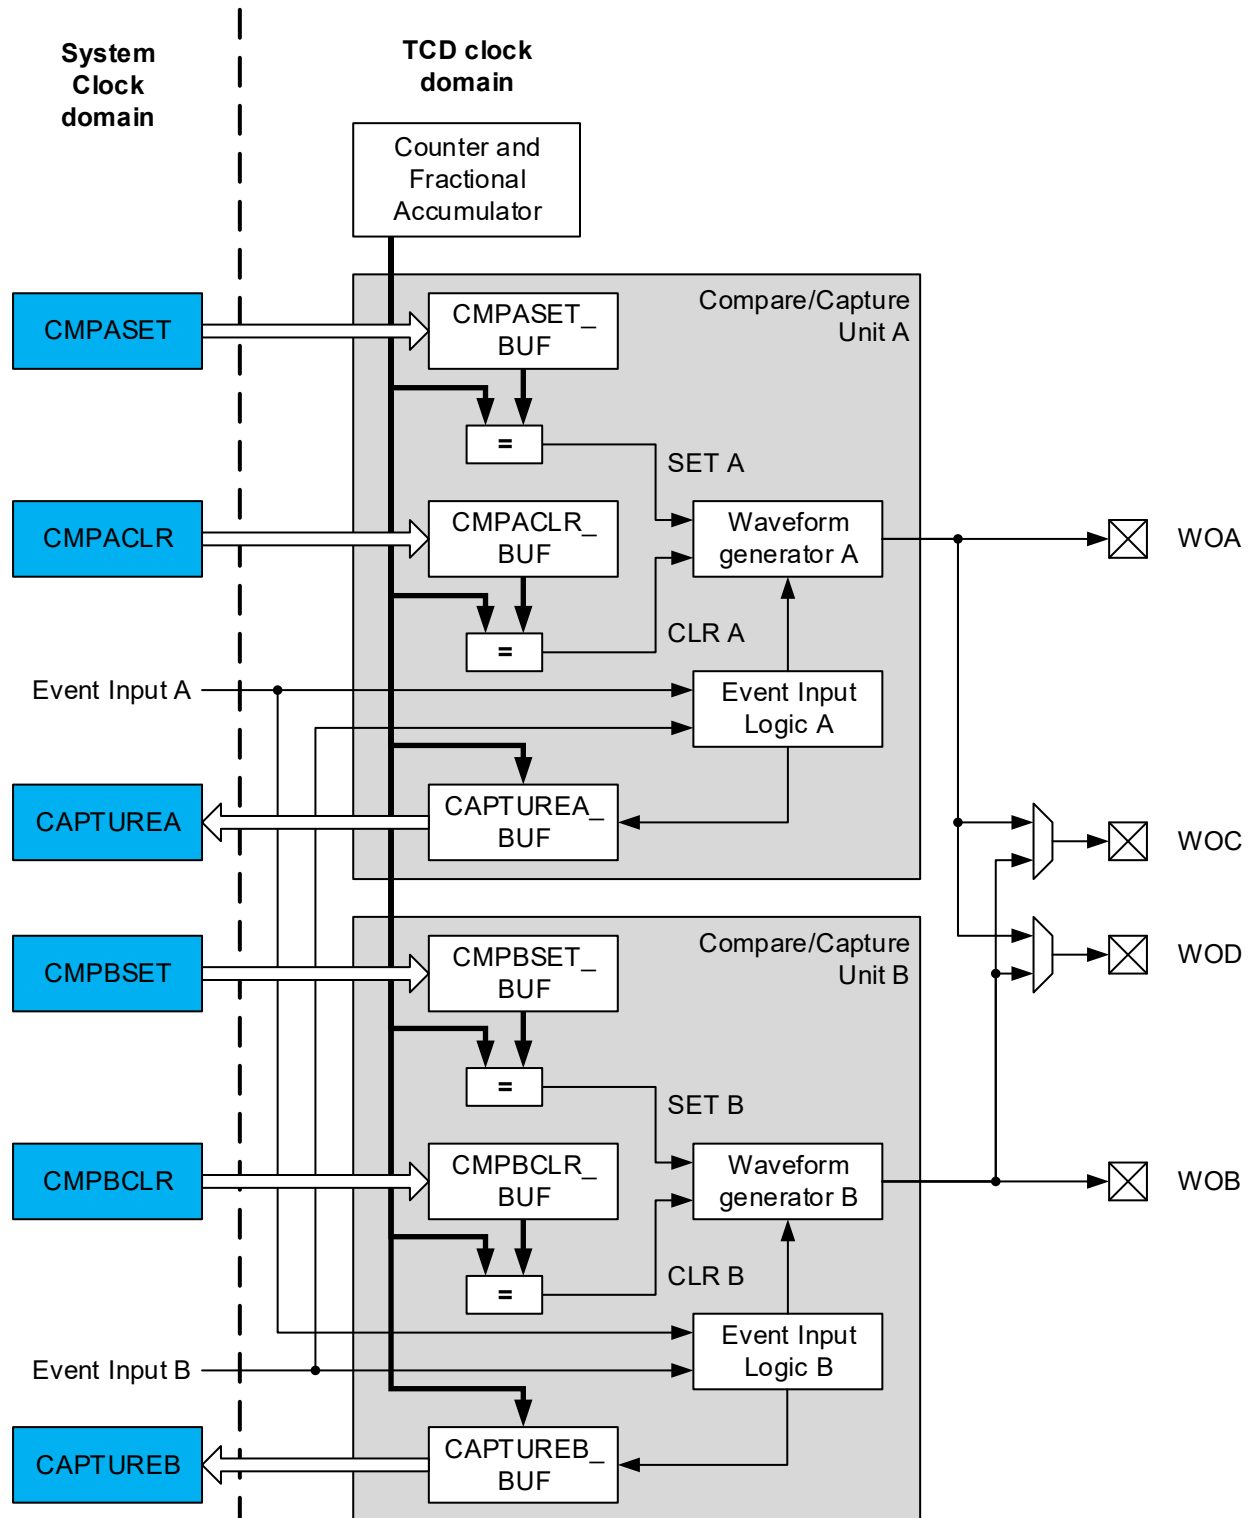 System
Clock
domain
TCD clock
domain
Counter and
Fractional
Accumulator
Compare/Capture
Unit A
CMPASET
CMPASET_
BUF
=
SET A
CMPACLR
CMPACLR_
BUF
Waveform
generator A
WOA
=
CLR A
Event Input A
Event Input
Logic A
CAPTUREA
CAPTUREA_
BUF
WOC
Compare/Capture
Unit B
WOD
CMPBSET
CMPBSET_
BUF
=
SET B
CMPBCLR
CMPBCLR_
BUF
Waveform
generator B
WOB
=
CLR B
Event Input B
Event Input
Logic B
CAPTUREB
CAPTUREB_
BUF